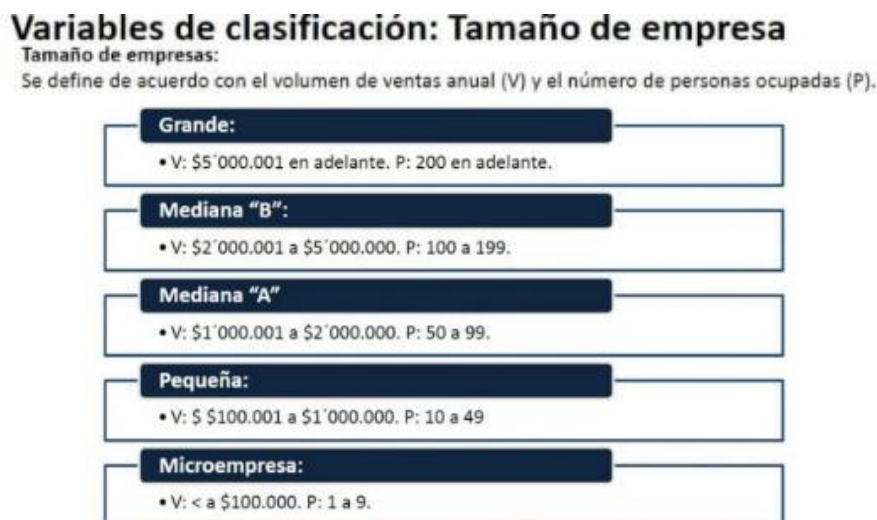 Variables de clasificación: Tamaño de empresa
Tamaño de empresas:
Se define de acuerdo con el volumen de ventas anual (V) y el número de personas ocupadas (P).
Grande:
• V: $5´000.001 en adelante. P: 200 en adelante.
Mediana “B”:
• V: $2´000.001 a $5´000.000. P: 100 a 199.
Mediana “A”
• V: $1´000.001 a $2´000.000. P: 50 a 99.
Pequeña:
• V: $ $100.001 a $1´000.000. P: 10 a 49
Microempresa:
• V: < a $100.000. P: 1 a 9.